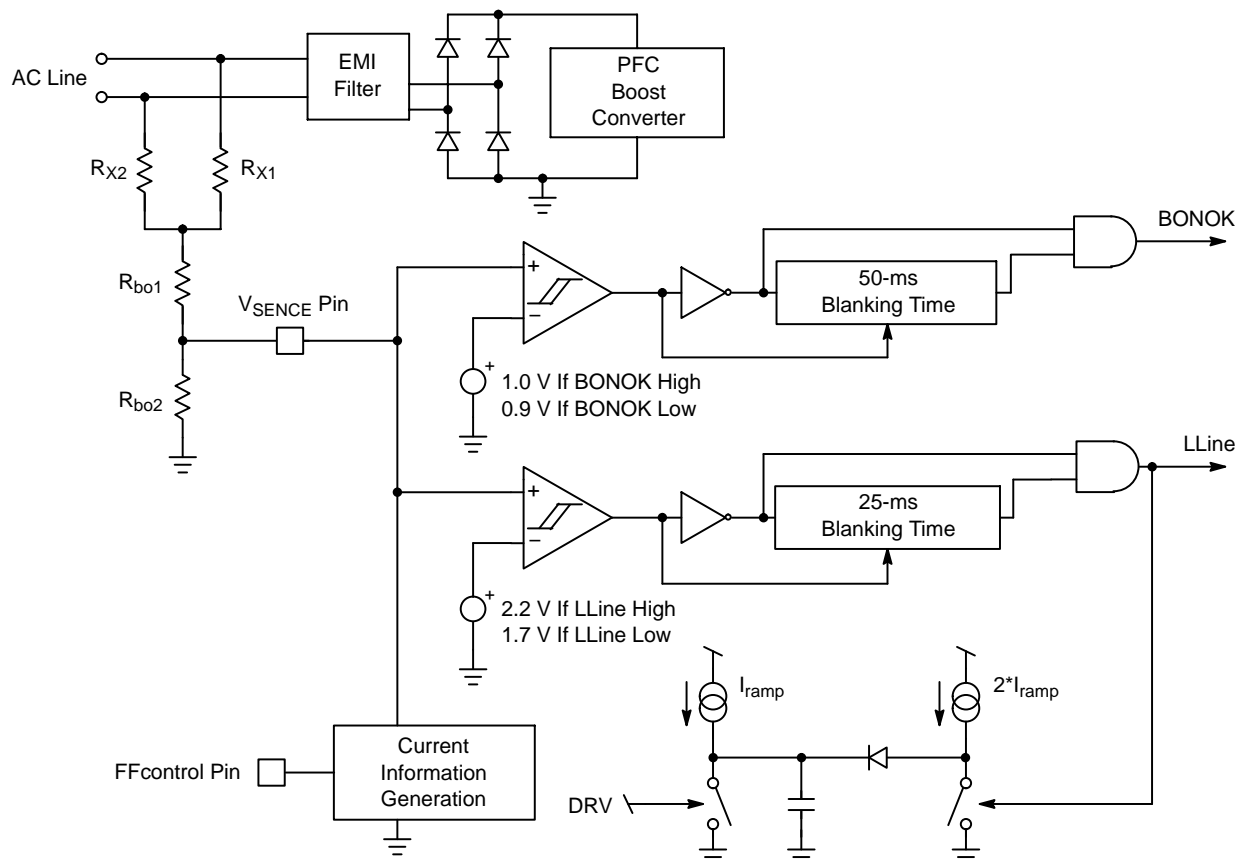 AC Line
EMI
Filter
PFC
Boost
Converter
RX2
RX1
BONOK
Rbo1
50-ms
Blanking Time
VSENCE Pin
+
−
+
1.0 V If BONOK High
0.9 V If BONOK Low
Rbo2
LLine
+
−
25-ms
Blanking Time
+
2.2 V If LLine High
1.7 V If LLine Low
Iramp
2*Iramp
FFcontrol Pin
Current
Information
Generation
DRV